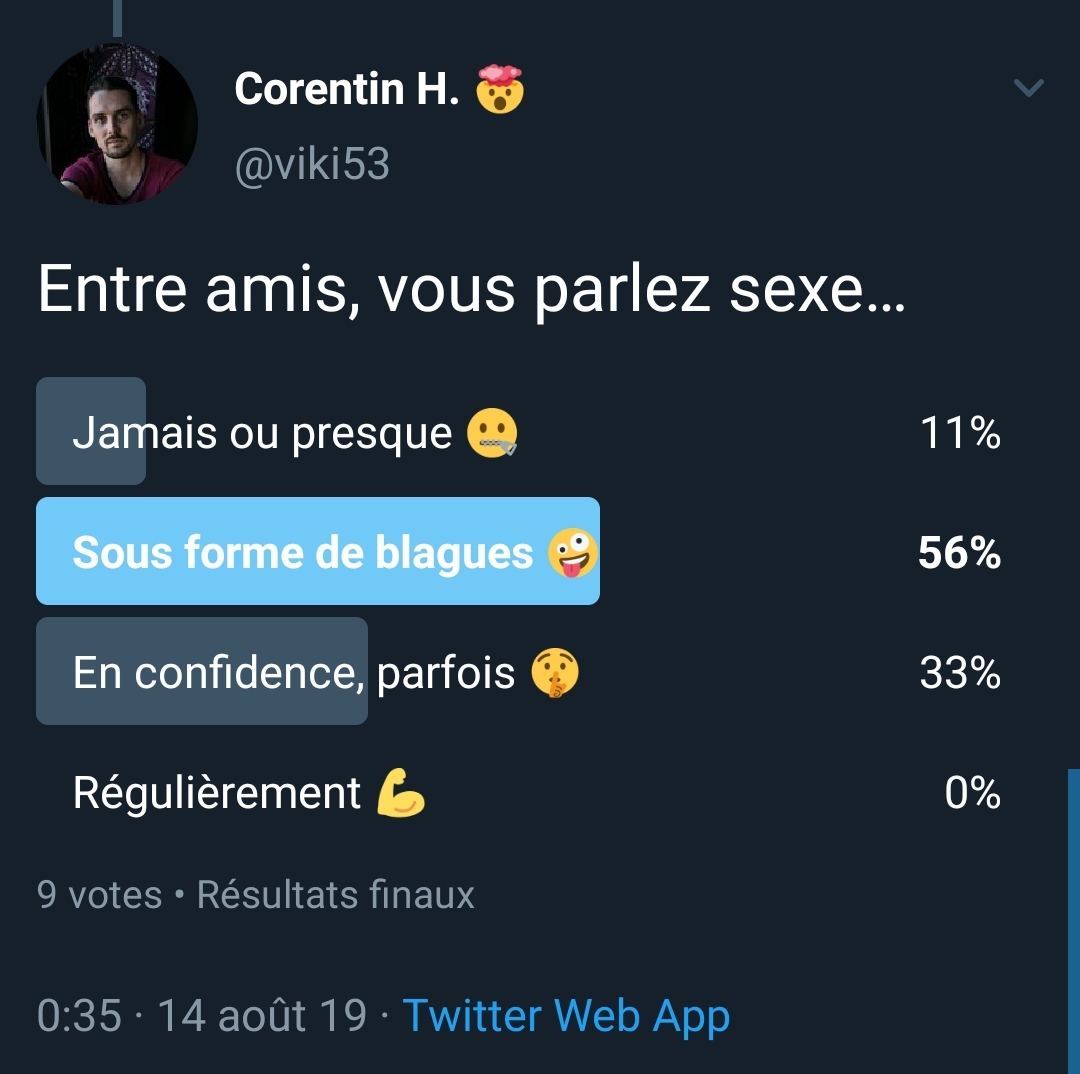 Corentin H. 🤯
@viki53
Entre amis, vous parlez sexe…
Jamais ou presque 🤐 11%
Sous forme de blagues 🤪 56%
En confidence, parfois 🤫 33%
Régulièrement 💪 0%
9 votes • Résultats finaux
0:35 · 14 août 19 · Twitter Web App